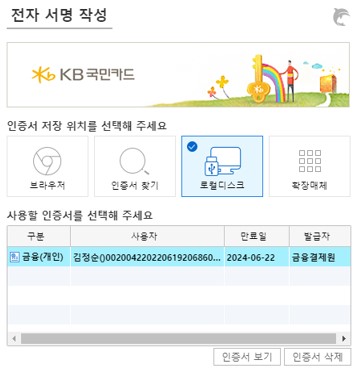 전자 서명 작성
KB국민카드
인증서 저장 위치를 선택해 주세요
브라우저 인증서 찾기 로컬디스크 확장매체
사용할 인증서를 선택해 주세요
구분 사용자 만료일 발급자
금융(개인) 김정순()002004220220619206860... 2024-06-22 금융결제원
인증서 보기 인증서 삭제